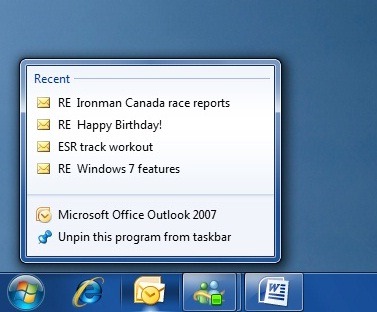 Recent
RE Ironman Canada race reports
RE Happy Birthday!
ESR track workout
RE Windows 7 features
Microsoft Office Outlook 2007
Unpin this program from taskbar
W